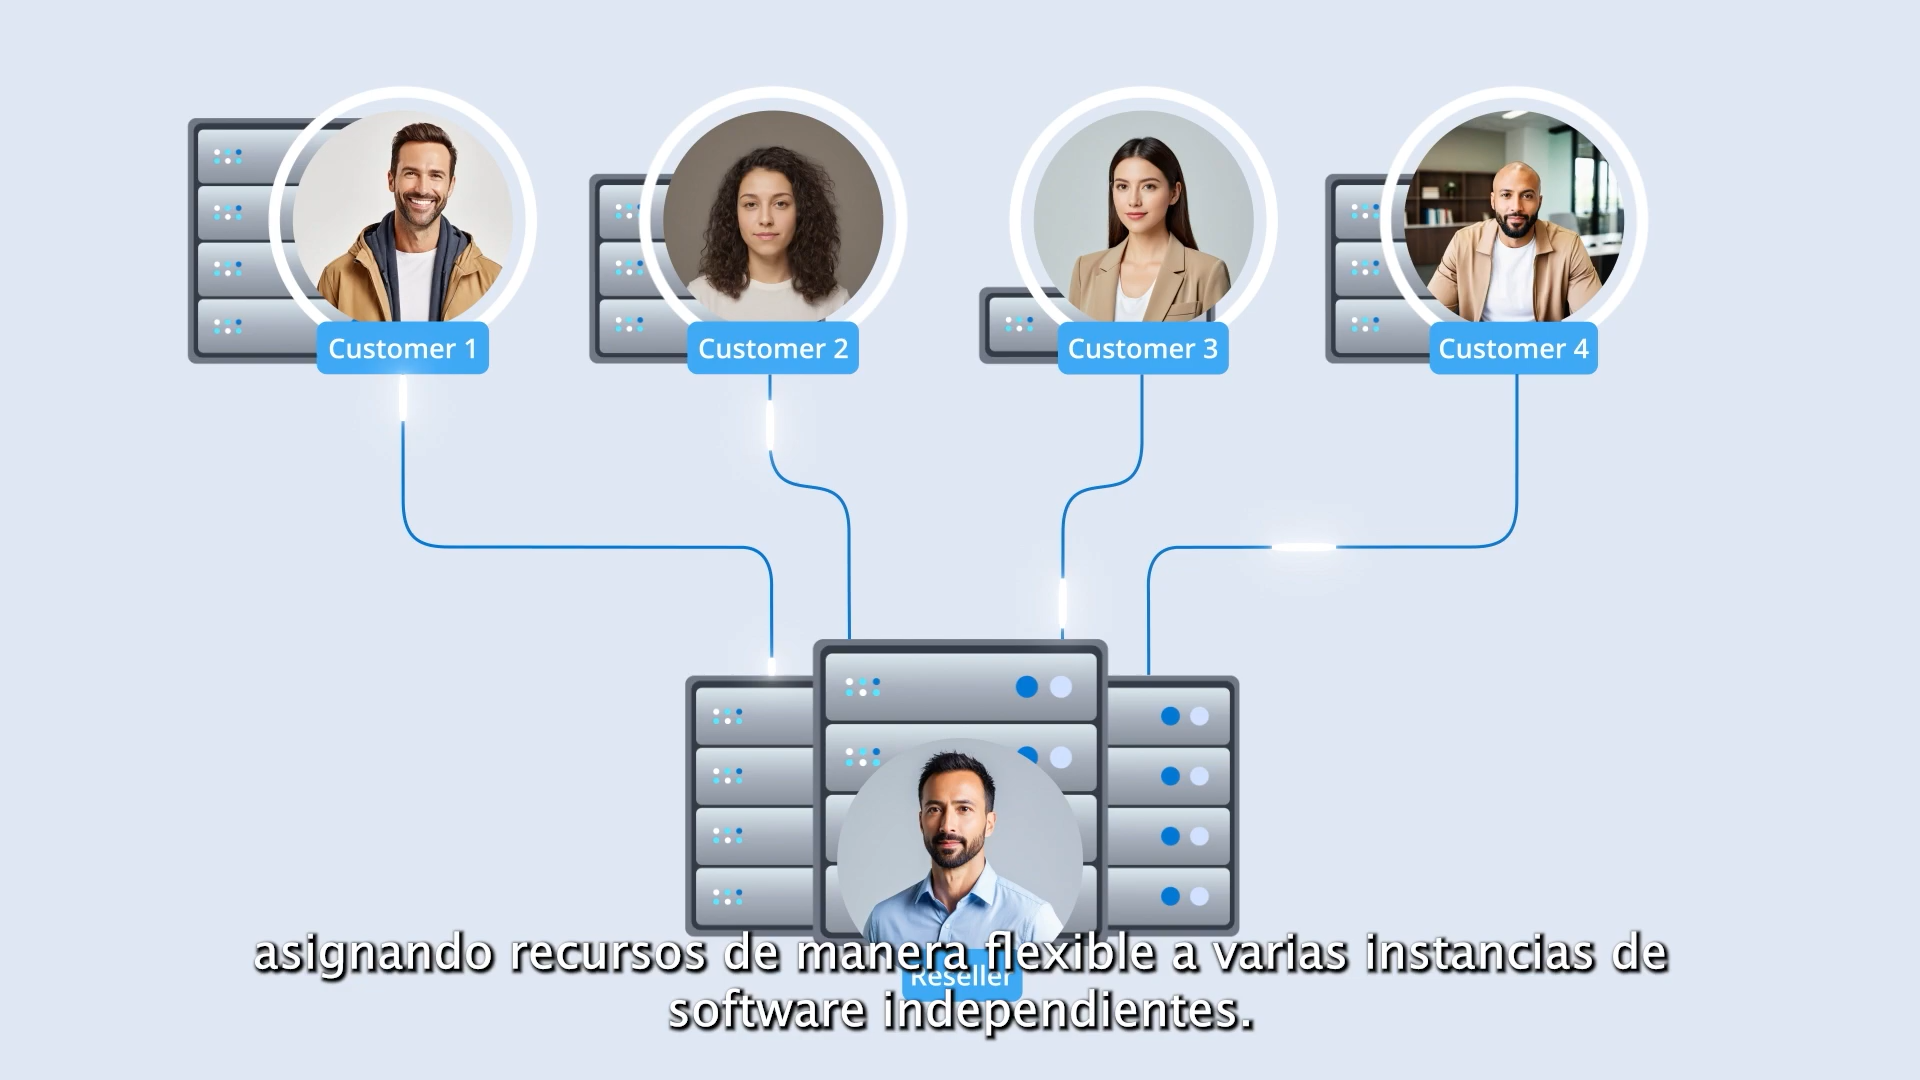 Customer 1
Customer 2
Customer 3
Customer 4
Reseller
asignando recursos de manera flexible a varias instancias de
software independientes.